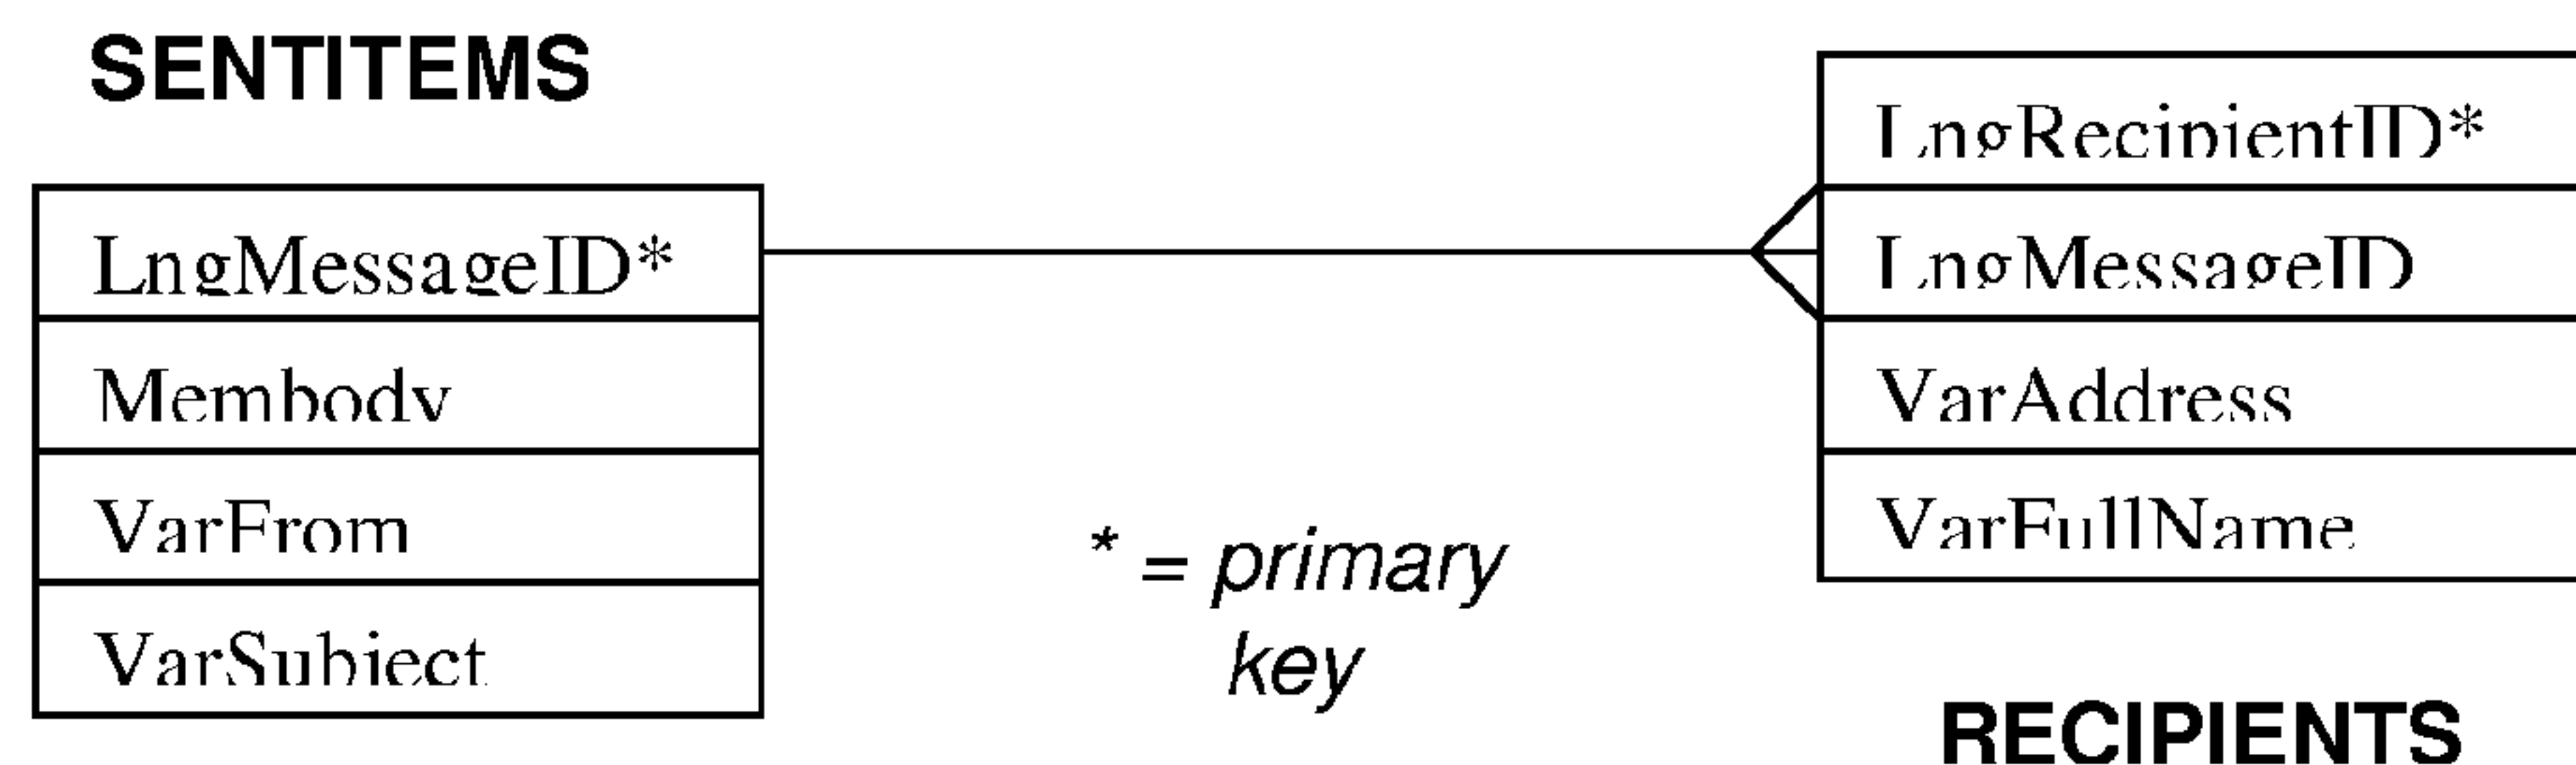 SENTITEMS
LngMessageID*
Membody
VarFrom
VarSubject
* = primary
key
LngRecipientID*
LngMessageID
VarAddress
VarFullName
RECIPIENTS